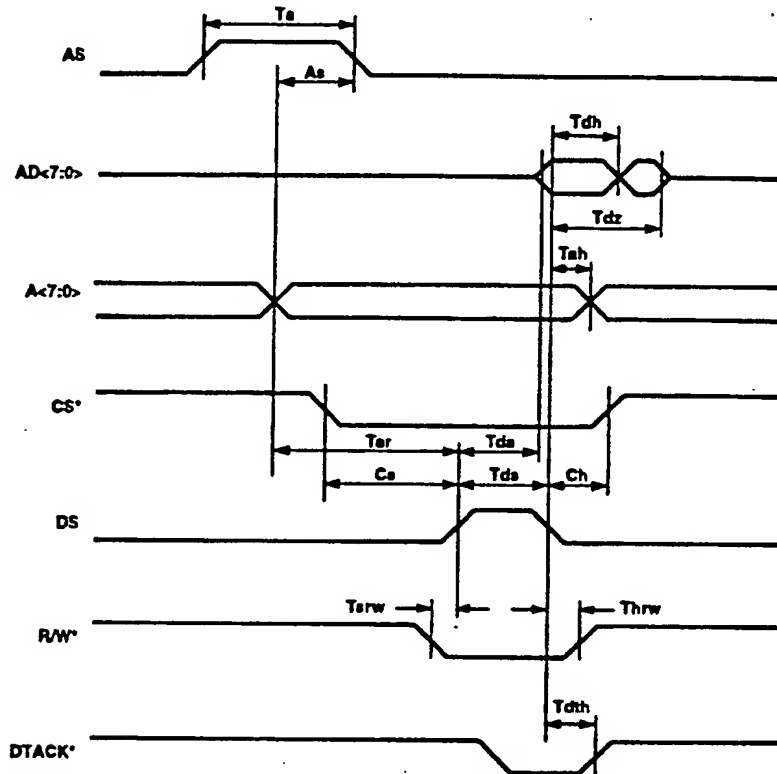 Ta
AS
As
Tdh
AD<7:0>
Tdz
Tah
A<7:0>
CS*
Tar Tda
Cs Tds Ch
DS
Tsrw Thrw
R/W*
Tdth
DTACK*